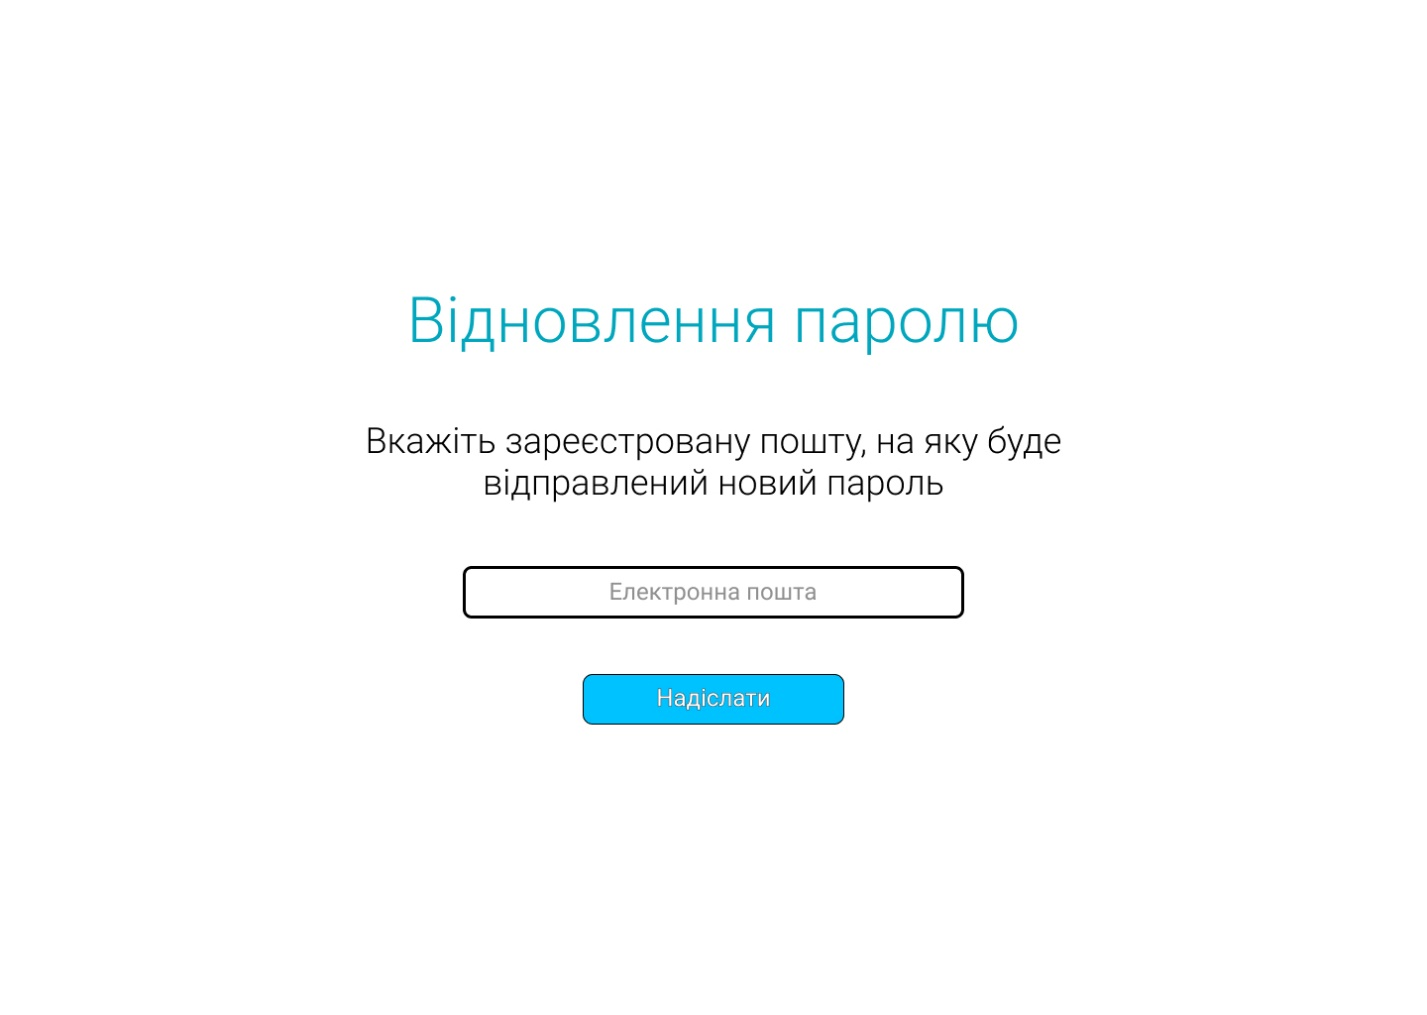 Відновлення паролю
Вкажіть зареєстровану пошту, на яку буде
відправлений новий пароль
Електронна пошта
Надіслати